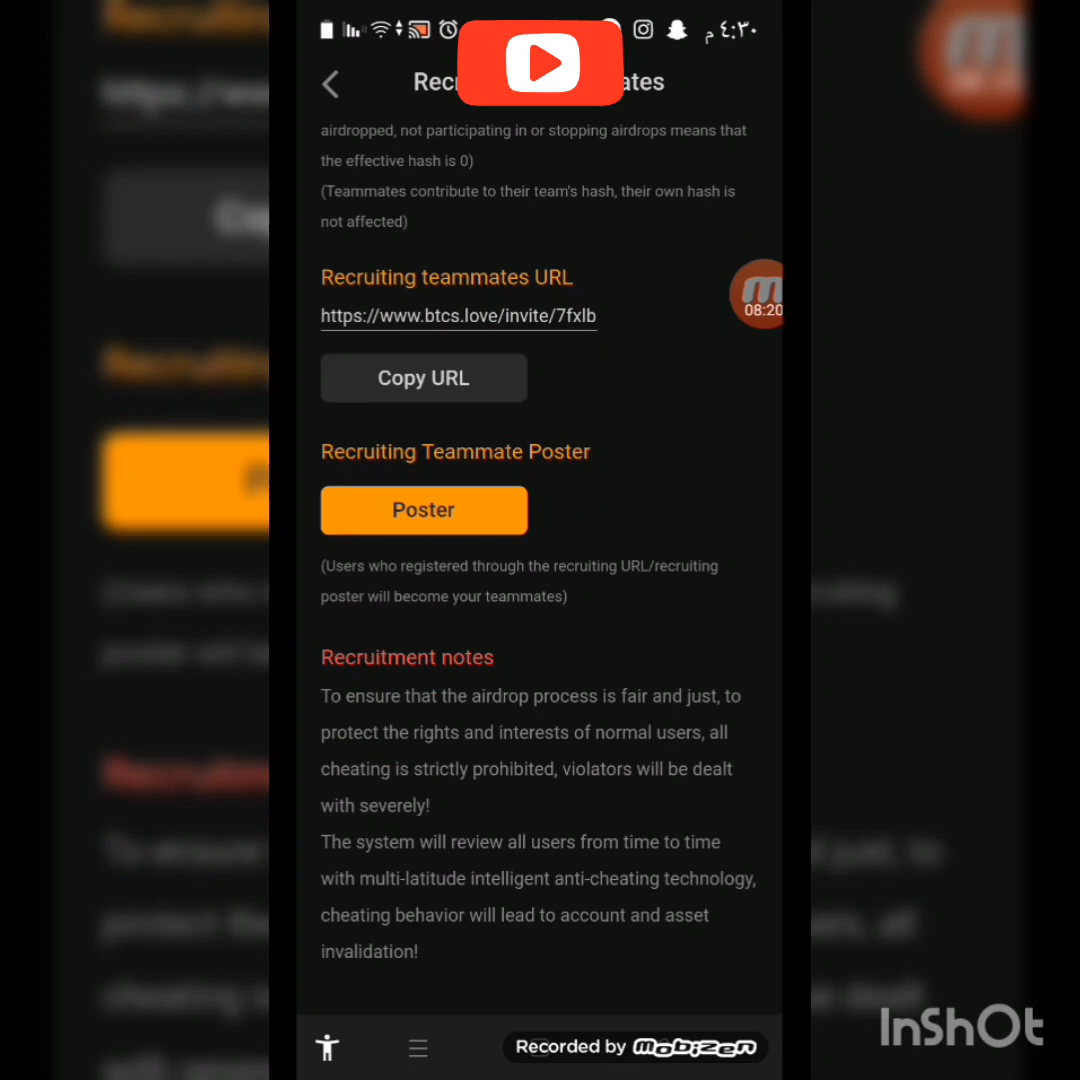 ٤:٣٠ م
Rec ates
airdropped, not participating in or stopping airdrops means that
the effective hash is 0)
(Teammates contribute to their team's hash, their own hash is
not affected)
Recruiting teammates URL
https://www.btcs.love/invite/7fxlb
08:20
Copy URL
Recruiting Teammate Poster
Poster
(Users who registered through the recruiting URL/recruiting
poster will become your teammates)
Recruitment notes
To ensure that the airdrop process is fair and just, to
protect the rights and interests of normal users, all
cheating is strictly prohibited, violators will be dealt
with severely!
The system will review all users from time to time
with multi-latitude intelligent anti-cheating technology,
cheating behavior will lead to account and asset
invalidation!
InShOt
Recorded by mobizen